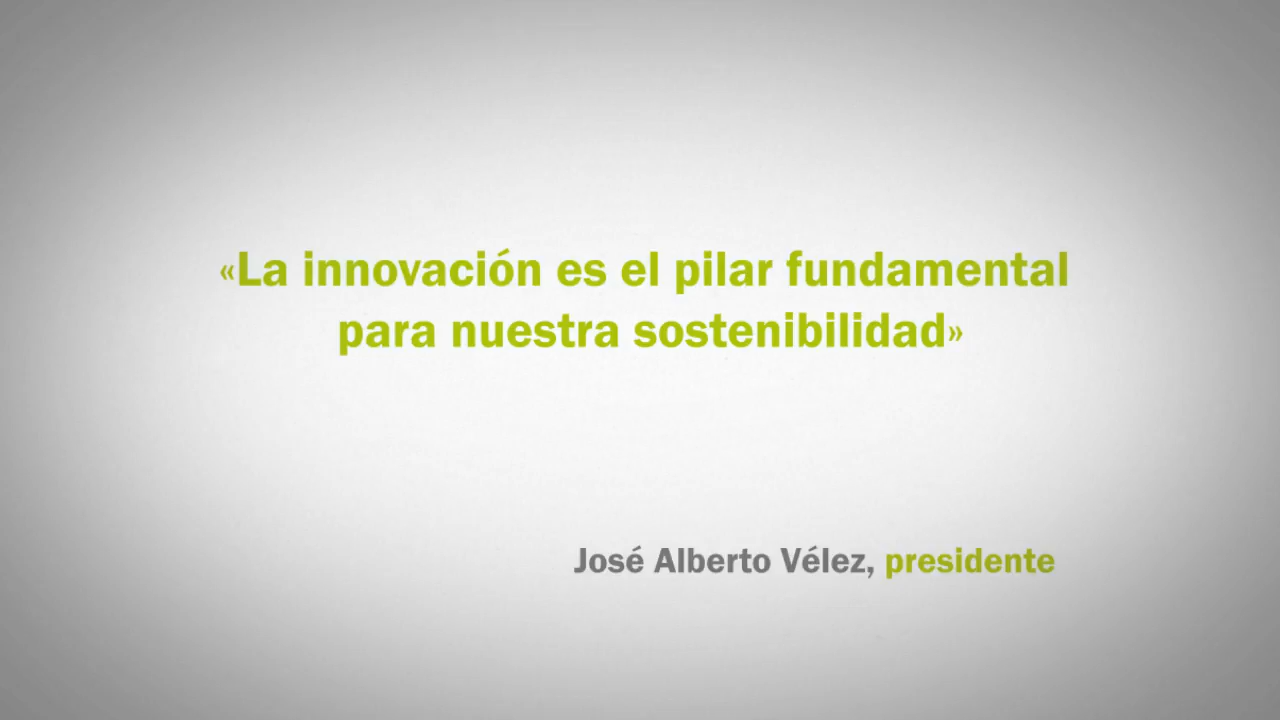 «La innovación es el pilar fundamental
para nuestra sostenibilidad»
José Alberto Vélez, presidente